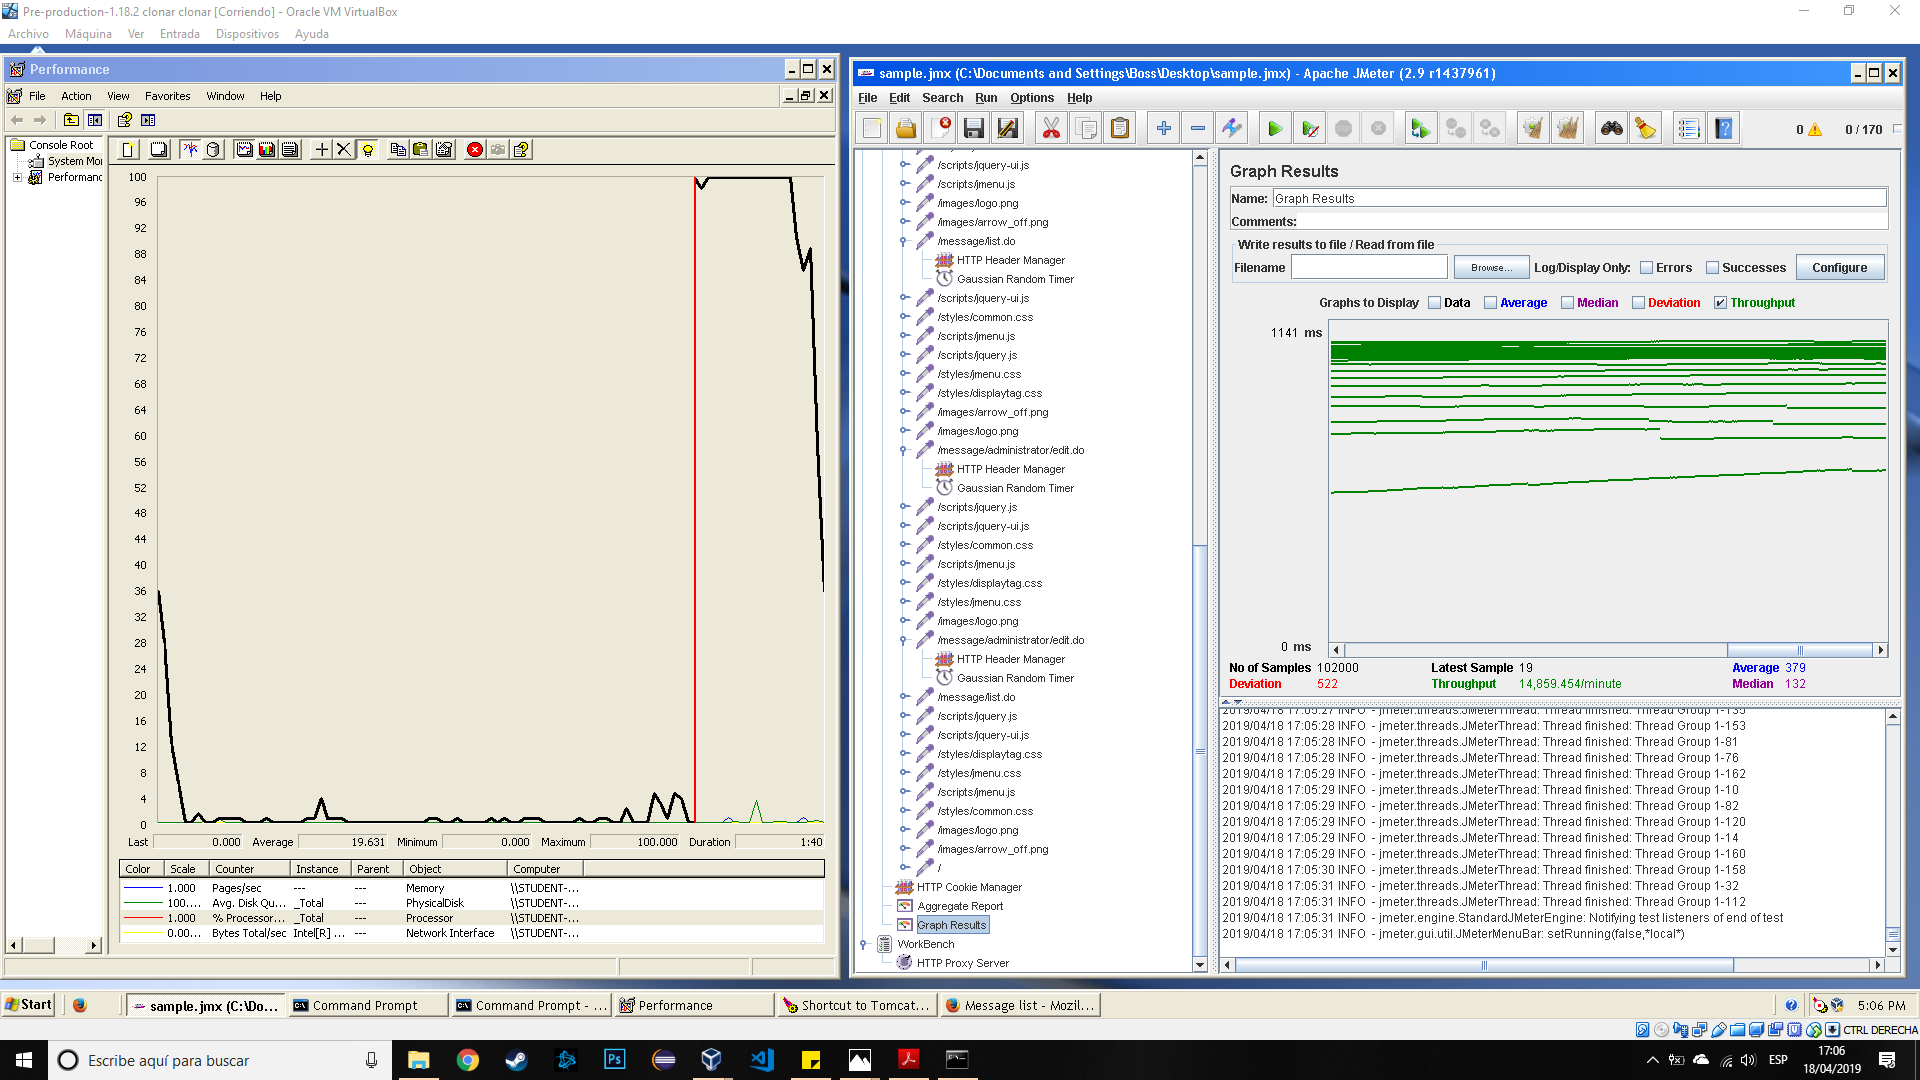 Pre-production-1.18.2 clonar clonar [Corriendo] - Oracle VM VirtualBox
Archivo Máquina Ver Entrada Dispositivos Ayuda
Performance
File Action View Favorites Window Help
Console Root
System Mo
Performanc
100
96
92
88
84
80
76
72
68
64
60
56
52
48
44
40
36
32
28
24
20
16
12
8
4
0
Last 0.000 Average 19.631 Minimum 0.000 Maximum 100.000 Duration 1:40
Color Scale Counter Instance Parent Object Computer
1.000 Pages/sec --- --- Memory \\STUDENT-...
100.... Avg. Disk Qu... _Total --- PhysicalDisk \\STUDENT-...
1.000 % Processor... _Total --- Processor \\STUDENT-...
0.00... Bytes Total/sec Intel[R] ... --- Network Interface \\STUDENT-...
sample.jmx (C:\Documents and Settings\Boss\Desktop\sample.jmx) - Apache JMeter (2.9 r1437961)
File Edit Search Run Options Help
0 0 / 170
/scripts/jquery-ui.js
/scripts/jmenu.js
/images/logo.png
/images/arrow_off.png
/message/list.do
HTTP Header Manager
Gaussian Random Timer
/scripts/jquery-ui.js
/styles/common.css
/scripts/jmenu.js
/scripts/jquery.js
/styles/jmenu.css
/styles/displaytag.css
/images/arrow_off.png
/images/logo.png
/message/administrator/edit.do
HTTP Header Manager
Gaussian Random Timer
/scripts/jquery.js
/scripts/jquery-ui.js
/styles/common.css
/scripts/jmenu.js
/styles/displaytag.css
/styles/jmenu.css
/images/logo.png
/message/administrator/edit.do
HTTP Header Manager
Gaussian Random Timer
/message/list.do
/scripts/jquery.js
/scripts/jquery-ui.js
/styles/displaytag.css
/styles/jmenu.css
/scripts/jmenu.js
/styles/common.css
/images/logo.png
/images/arrow_off.png
/
HTTP Cookie Manager
Aggregate Report
Graph Results
WorkBench
HTTP Proxy Server
Graph Results
Name: Graph Results
Comments:
Write results to file / Read from file
Filename Browse... Log/Display Only: Errors Successes Configure
Graphs to Display Data Average Median Deviation Throughput
1141 ms
0 ms
No of Samples 102000 Latest Sample 19 Average 379
Deviation 522 Throughput 14,859.454/minute Median 132
2019/04/18 17:05:27 INFO - jmeter.threads.JMeterThread: Thread finished: Thread Group 1-135
2019/04/18 17:05:28 INFO - jmeter.threads.JMeterThread: Thread finished: Thread Group 1-153
2019/04/18 17:05:28 INFO - jmeter.threads.JMeterThread: Thread finished: Thread Group 1-81
2019/04/18 17:05:28 INFO - jmeter.threads.JMeterThread: Thread finished: Thread Group 1-76
2019/04/18 17:05:29 INFO - jmeter.threads.JMeterThread: Thread finished: Thread Group 1-162
2019/04/18 17:05:29 INFO - jmeter.threads.JMeterThread: Thread finished: Thread Group 1-10
2019/04/18 17:05:29 INFO - jmeter.threads.JMeterThread: Thread finished: Thread Group 1-82
2019/04/18 17:05:29 INFO - jmeter.threads.JMeterThread: Thread finished: Thread Group 1-120
2019/04/18 17:05:29 INFO - jmeter.threads.JMeterThread: Thread finished: Thread Group 1-14
2019/04/18 17:05:29 INFO - jmeter.threads.JMeterThread: Thread finished: Thread Group 1-160
2019/04/18 17:05:30 INFO - jmeter.threads.JMeterThread: Thread finished: Thread Group 1-158
2019/04/18 17:05:31 INFO - jmeter.threads.JMeterThread: Thread finished: Thread Group 1-32
2019/04/18 17:05:31 INFO - jmeter.threads.JMeterThread: Thread finished: Thread Group 1-112
2019/04/18 17:05:31 INFO - jmeter.engine.StandardJMeterEngine: Notifying test listeners of end of test
2019/04/18 17:05:31 INFO - jmeter.gui.util.JMeterMenuBar: setRunning(false,*local*)
Start sample.jmx (C:\Do... Command Prompt Command Prompt - ... Performance Shortcut to Tomcat... Message list - Mozil... 5:06 PM
CTRL DERECHA
Escribe aquí para buscar
Ps
ESP
17:06
18/04/2019